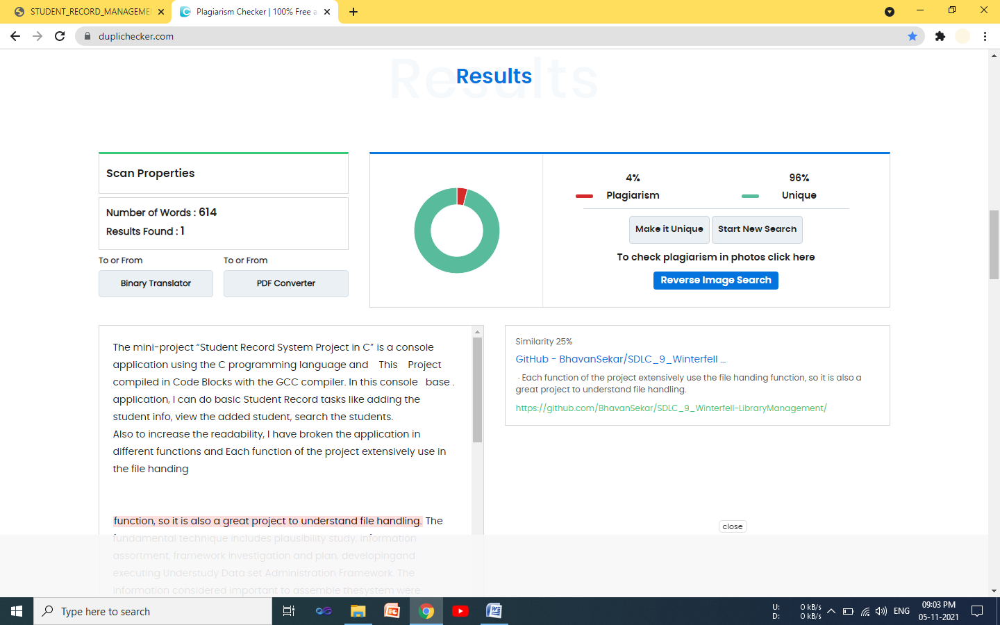 STUDENT_RECORD_MANAGEME
Plagiarism Checker | 100% Free a
duplichecker.com
Results
Results
Scan Properties
Number of Words : 614
Results Found : 1
To or From
To or From
Binary Translator
PDF Converter
4%
Plagiarism
96%
Unique
Make it Unique
Start New Search
To check plagiarism in photos click here
Reverse Image Search
The mini-project “Student Record System Project in C” is a console
application using the C programming language and This Project
compiled in Code Blocks with the GCC compiler. In this console base .
application, I can do basic Student Record tasks like adding the
student info, view the added student, search the students.
Also to increase the readability, I have broken the application in
different functions and Each function of the project extensively use in
the file handing
function, so it is also a great project to understand file handling. The
fundamental technique includes plausibility study, information
assortment, framework investigation and plan, developingand
executing Understudy Data set Administration Framework. The
information considered important to assemble thesystem were
Similarity 25%
GitHub - BhavanSekar/SDLC_9_Winterfell ...
· Each function of the project extensively use the file handing function, so it is also a
great project to understand file handling.
https://github.com/BhavanSekar/SDLC_9_Winterfell-LibraryManagement/
close
Type here to search
U: 0 kB/s
D: 0 kB/s
ENG
09:03 PM
05-11-2021